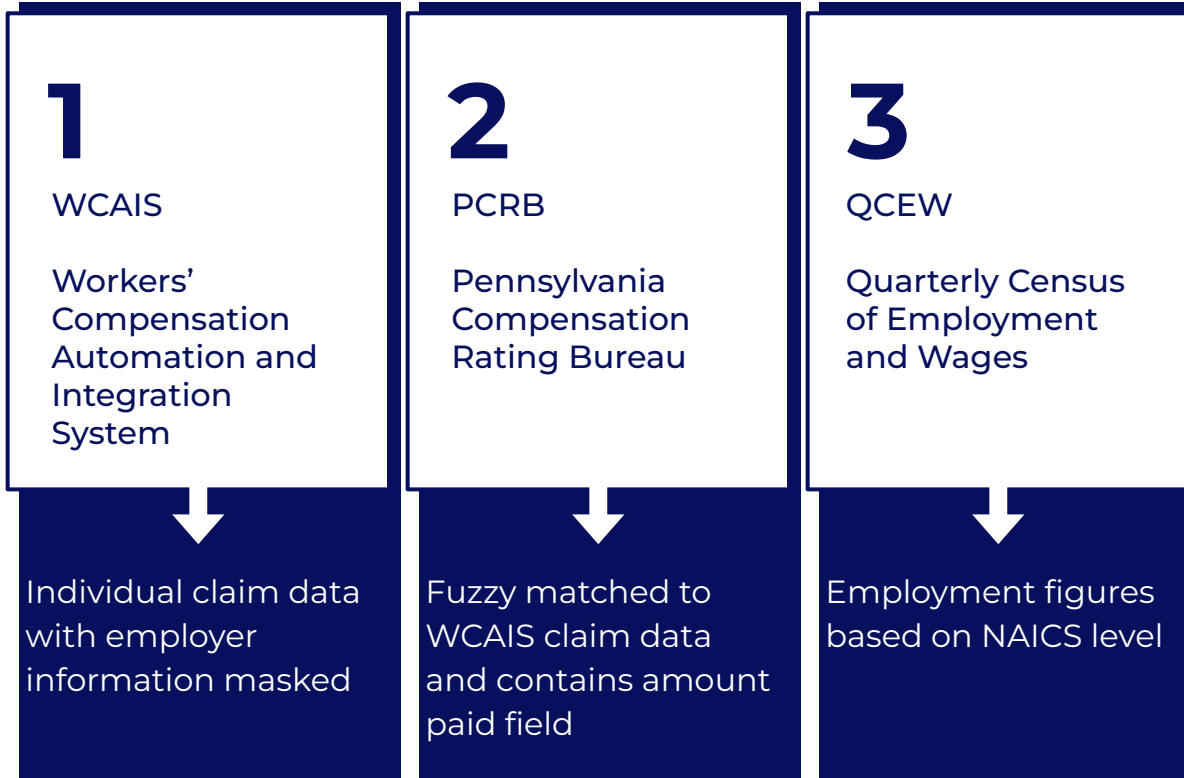 1
WCAIS
Workers’
Compensation
Automation and
Integration
System
Individual claim data
with employer
information masked
2
PCRB
Pennsylvania
Compensation
Rating Bureau
Fuzzy matched to
WCAIS claim data
and contains amount
paid field
3
QCEW
Quarterly Census
of Employment
and Wages
Employment figures
based on NAICS level